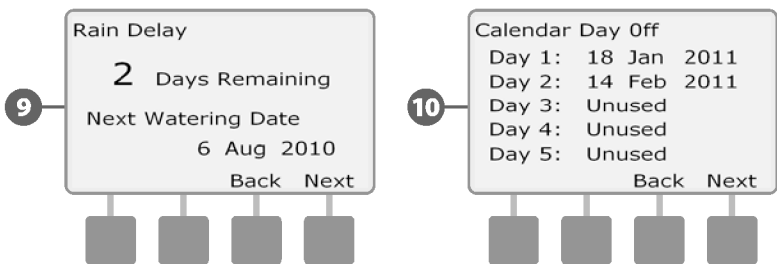 9
Rain Delay
2 Days Remaining
Next Watering Date
6 Aug 2010
Back Next
10
Calendar Day 0ff
Day 1: 18 Jan 2011
Day 2: 14 Feb 2011
Day 3: Unused
Day 4: Unused
Day 5: Unused
Back Next